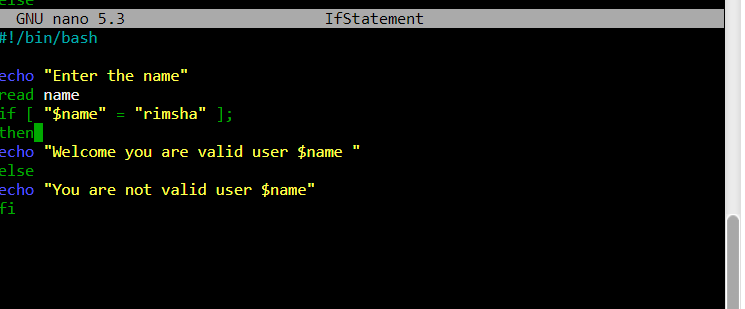 else
GNU nano 5.3 IfStatement
#!/bin/bash
echo "Enter the name"
read name
if [ "$name" = "rimsha" ];
then
echo "Welcome you are valid user $name "
else
echo "You are not valid user $name"
fi